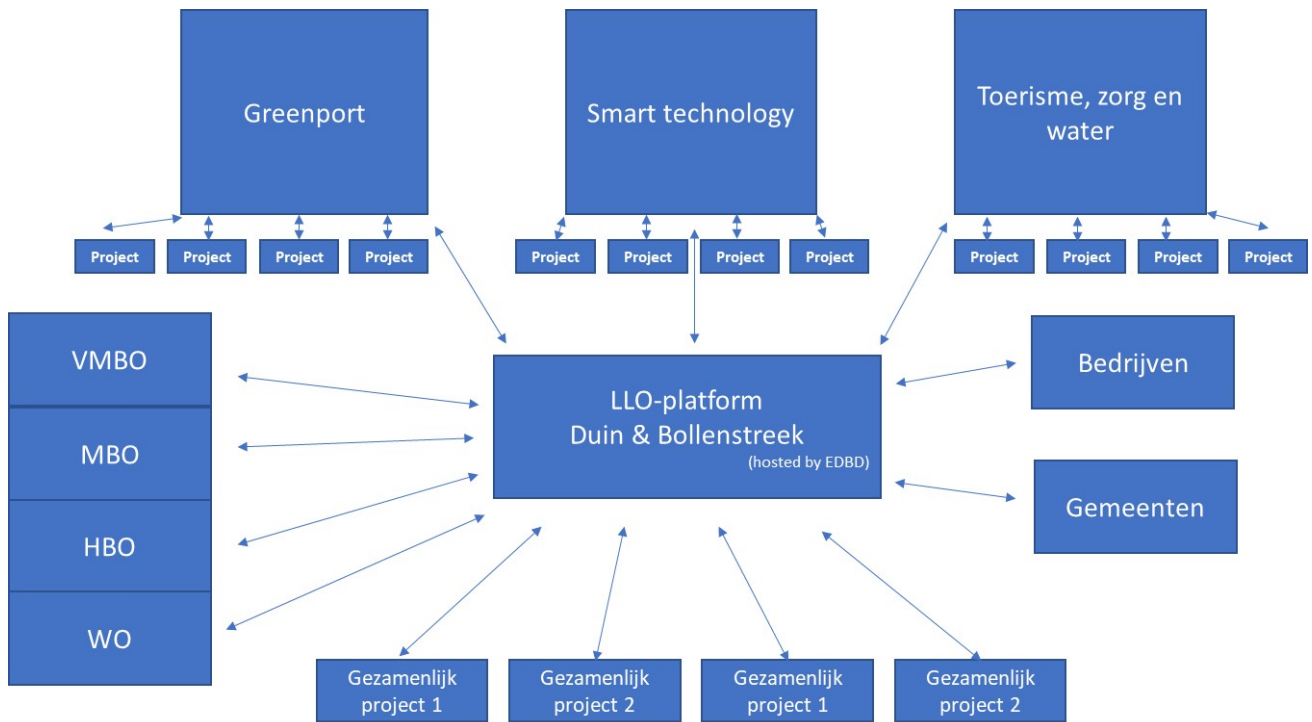 Greenport
Smart technology
Toerisme, zorg en
water
Project
Project
Project
Project
Project
Project
Project
Project
Project
Project
Project
Project
VMBO
MBO
HBO
WO
LLO-platform
Duin & Bollenstreek
(hosted by EDBD)
Bedrijven
Gemeenten
Gezamenlijk
project 1
Gezamenlijk
project 2
Gezamenlijk
project 1
Gezamenlijk
project 2